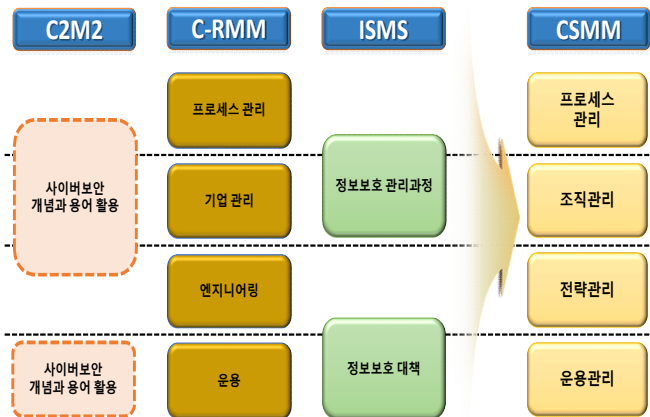 C2M2
C-RMM
ISMS
CSMM
프로세스 관리
프로세스
관리
사이버보안
개념과 용어 활용
기업 관리
정보보호 관리과정
조직관리
엔지니어링
전략관리
사이버보안
개념과 용어 활용
운용
정보보호 대책
운용관리